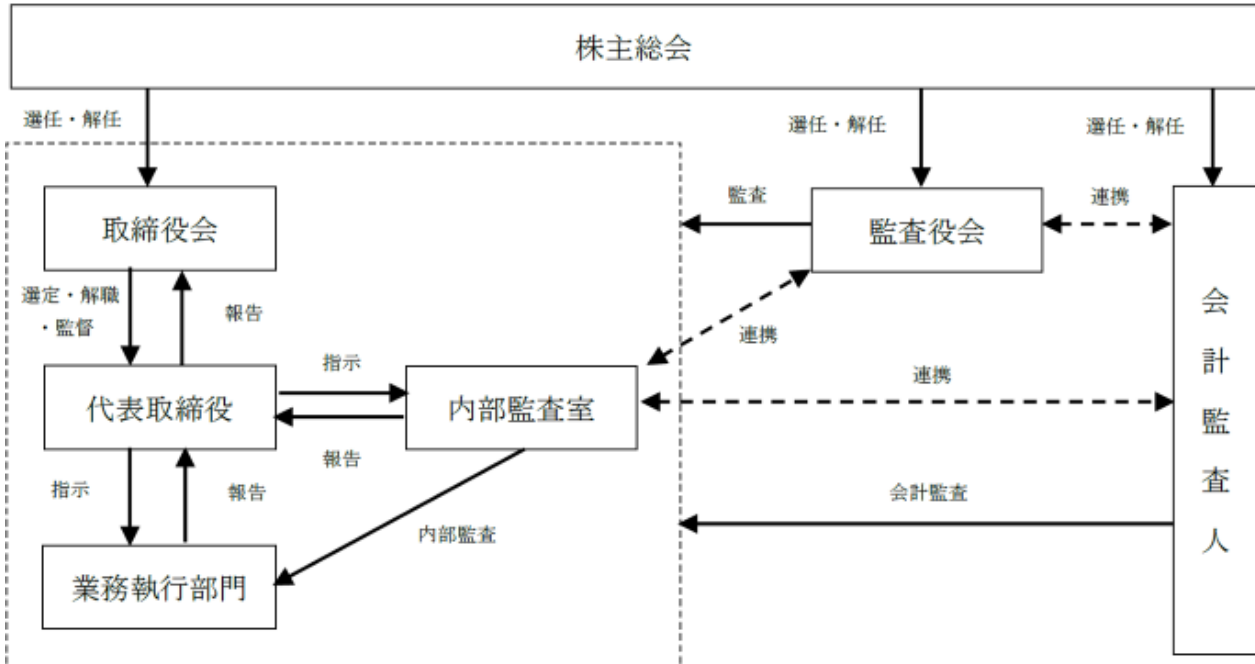 株主総会
選任・解任
選任・解任
選任・解任
取締役会
監査
監査役会
連携
選定・解職
・監督
報告
連携
指示
連携
代表取締役
内部監査室
報告
指示
報告
会計監査
内部監査
業務執行部門
会計監査人